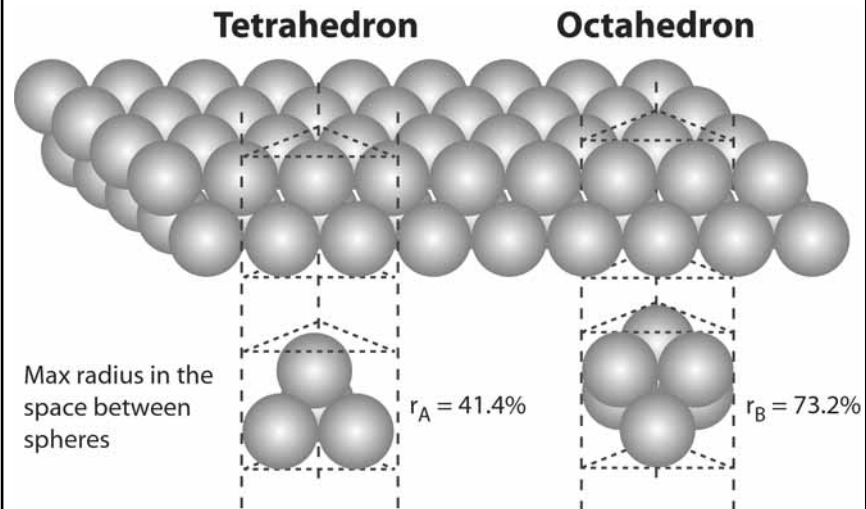 Tetrahedron
Octahedron
Max radius in the
space between
spheres
r_A = 41.4%
r_B = 73.2%